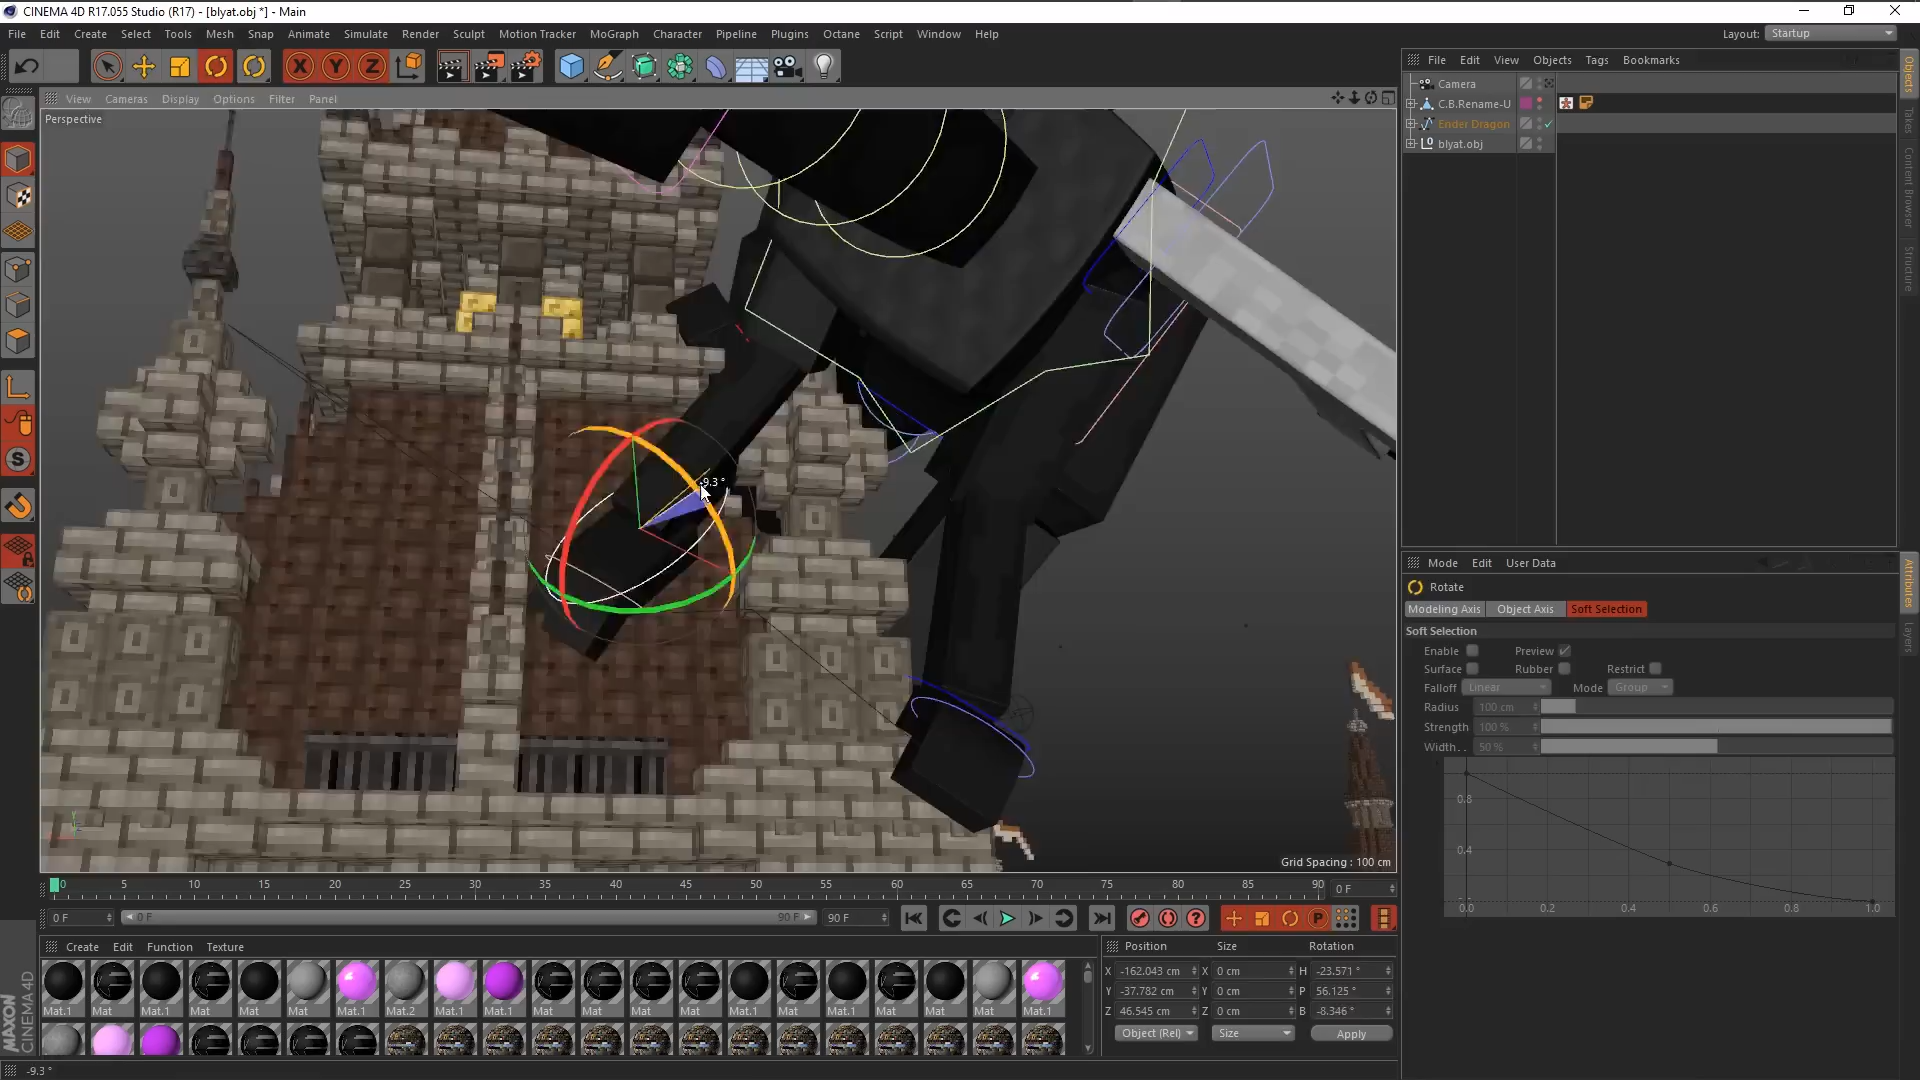 CINEMA 4D R17.055 Studio (R17) - [blyat.obj *] - Main
File Edit Create Select Tools Mesh Snap Animate Simulate Render Sculpt Motion Tracker MoGraph Character Pipeline Plugins Octane Script Window Help
Layout: Startup
X Y Z
File Edit View Objects Tags Bookmarks
Camera
C.B.Rename-U
Ender Dragon
blyat.obj
Objects
Takes
Content Browser
Structure
View Cameras Display Options Filter Panel
Perspective
-9.3 °
Grid Spacing : 100 cm
Mode Edit User Data
Attributes
Layers
Rotate
Modeling Axis Object Axis Soft Selection
Soft Selection
Enable Preview
Surface Rubber Restrict
Falloff Linear Mode Group
Radius 100 cm
Strength 100 %
Width . . 50 %
0.8
0.4
0.0 0.2 0.4 0.6 0.8 1.0
0 5 10 15 20 25 30 35 40 45 50 55 60 65 70 75 80 85 90 0 F
0 F 0 F 90 F 90 F
Create Edit Function Texture
Mat.1 Mat Mat.1 Mat Mat Mat.1 Mat.1 Mat.2 Mat.1 Mat.1 Mat Mat Mat Mat Mat.1 Mat Mat.1 Mat Mat Mat Mat.1
Position Size Rotation
X -162.043 cm X 0 cm H -23.571 °
Y -37.782 cm Y 0 cm P 56.125 °
Z 46.545 cm Z 0 cm B -8.346 °
Object (Rel) Size Apply
MAXON
CINEMA 4D
-9.3 °